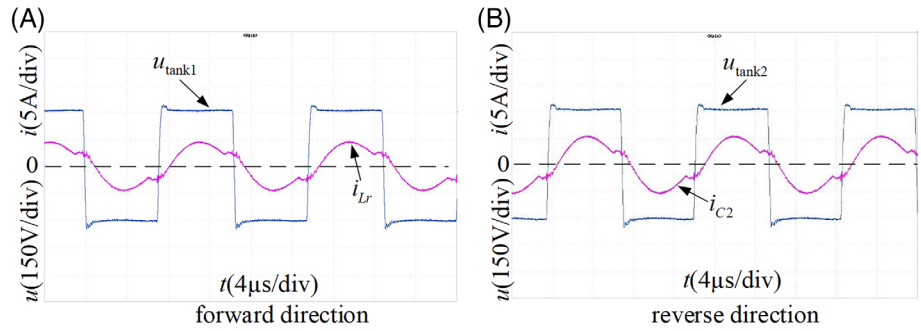 (A)
i(5A/div)
u_tank1
0
i_Lr
u(150V/div)
t(4μs/div)
forward direction
(B)
i(5A/div)
u_tank2
0
i_C2
u(150V/div)
t(4μs/div)
reverse direction